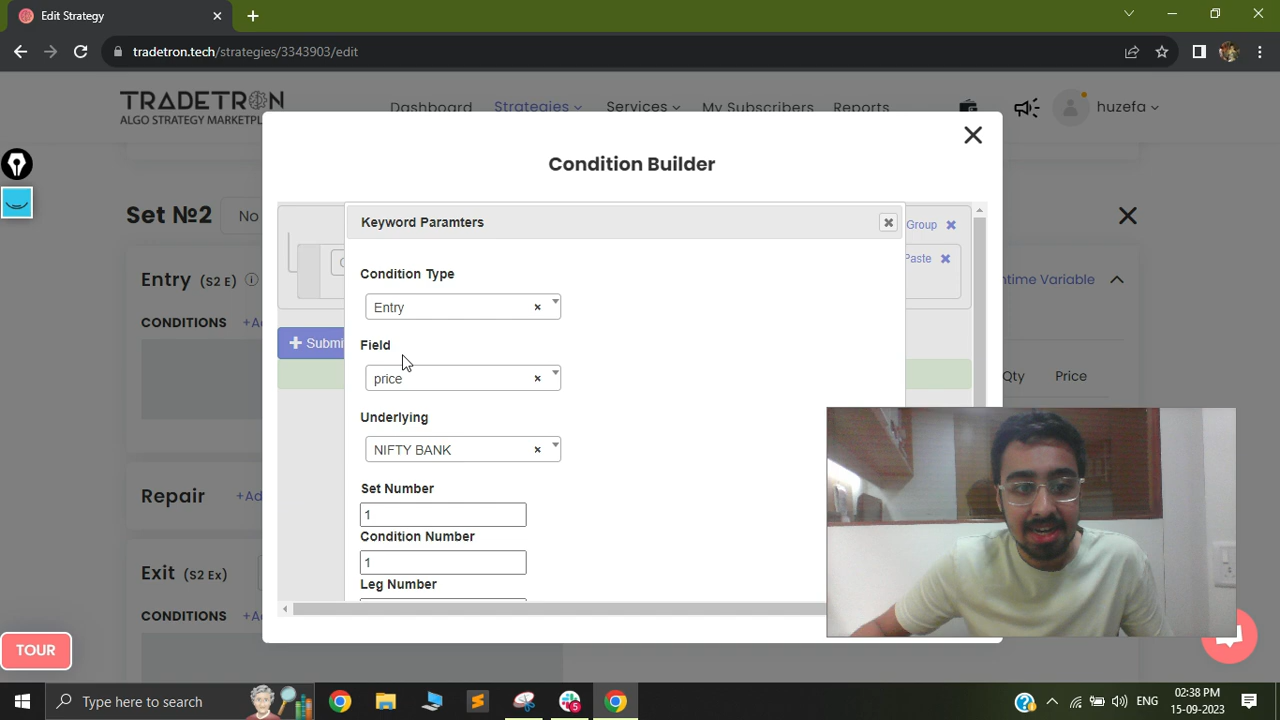 Edit Strategy
tradetron.tech/strategies/3343903/edit
TRADETRON
ALGO STRATEGY MARKETPL
Dashboard Strategies Services My Subscribers Reports huzefa
Condition Builder
Set №2 No
Keyword Paramters
Group
Paste
Condition Type
Entry (S2 E)
ntime Variable
Entry
CONDITIONS +A
Submi
Field
price
Qty Price
Underlying
NIFTY BANK
Set Number
1
Repair +Ad
Condition Number
1
Exit (S2 Ex)
Leg Number
CONDITIONS +A
TOUR
Type here to search
5
ENG
02:38 PM
15-09-2023